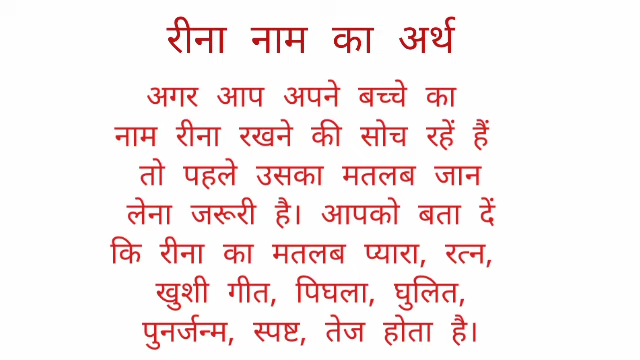 रीना नाम का अर्थ
अगर आप अपने बच्चे का
नाम रीना रखने की सोच रहें हैं
तो पहले उसका मतलब जान
लेना जरूरी है। आपको बता दें
कि रीना का मतलब प्यारा, रत्न,
खुशी गीत, पिघला, घुलित,
पुनर्जन्म, स्पष्ट, तेज होता है।